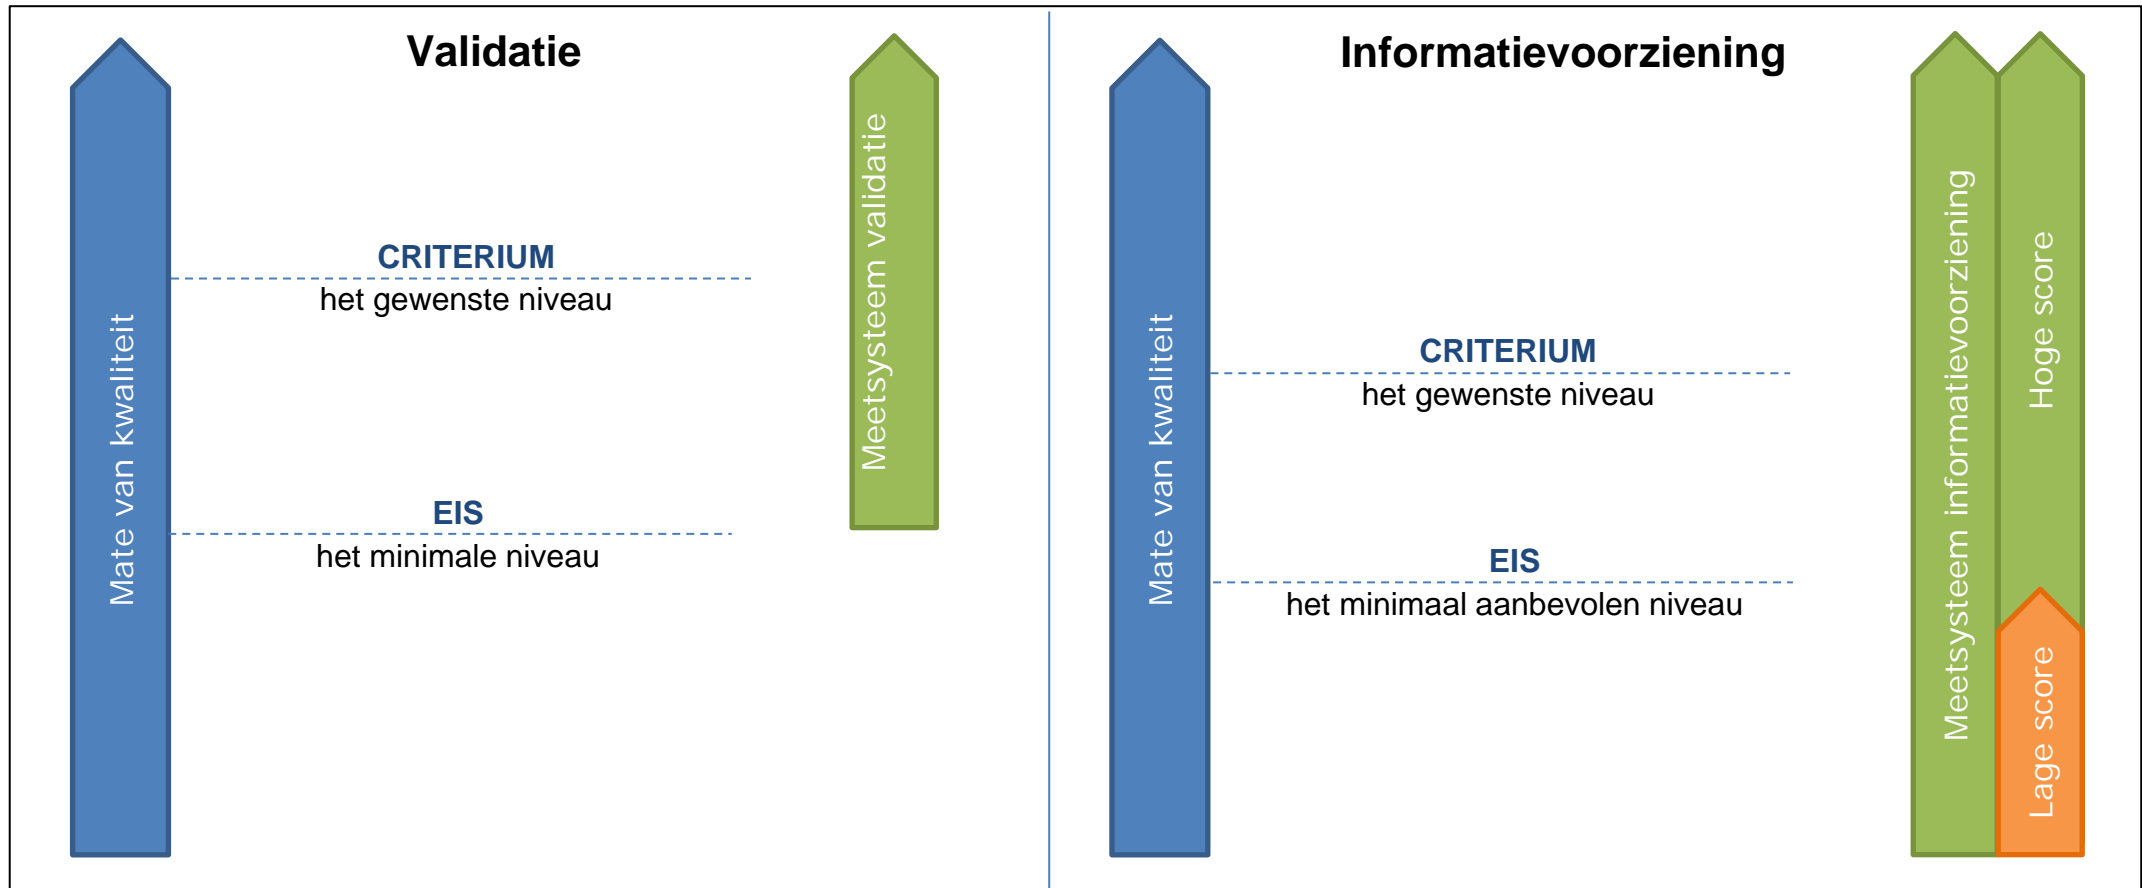 Validatie
Mate van kwaliteit
CRITERIUM
het gewenste niveau
EIS
het minimale niveau
Meetsysteem validatie
Informatievoorziening
Mate van kwaliteit
CRITERIUM
het gewenste niveau
EIS
het minimaal aanbevolen niveau
Meetsysteem informatievoorziening
Hoge score
Lage score